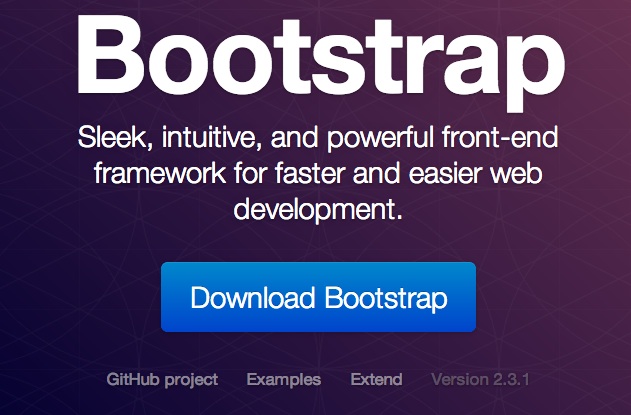 Bootstrap
Sleek, intuitive, and powerful front-end
framework for faster and easier web
development.
Download Bootstrap
GitHub project Examples Extend Version 2.3.1